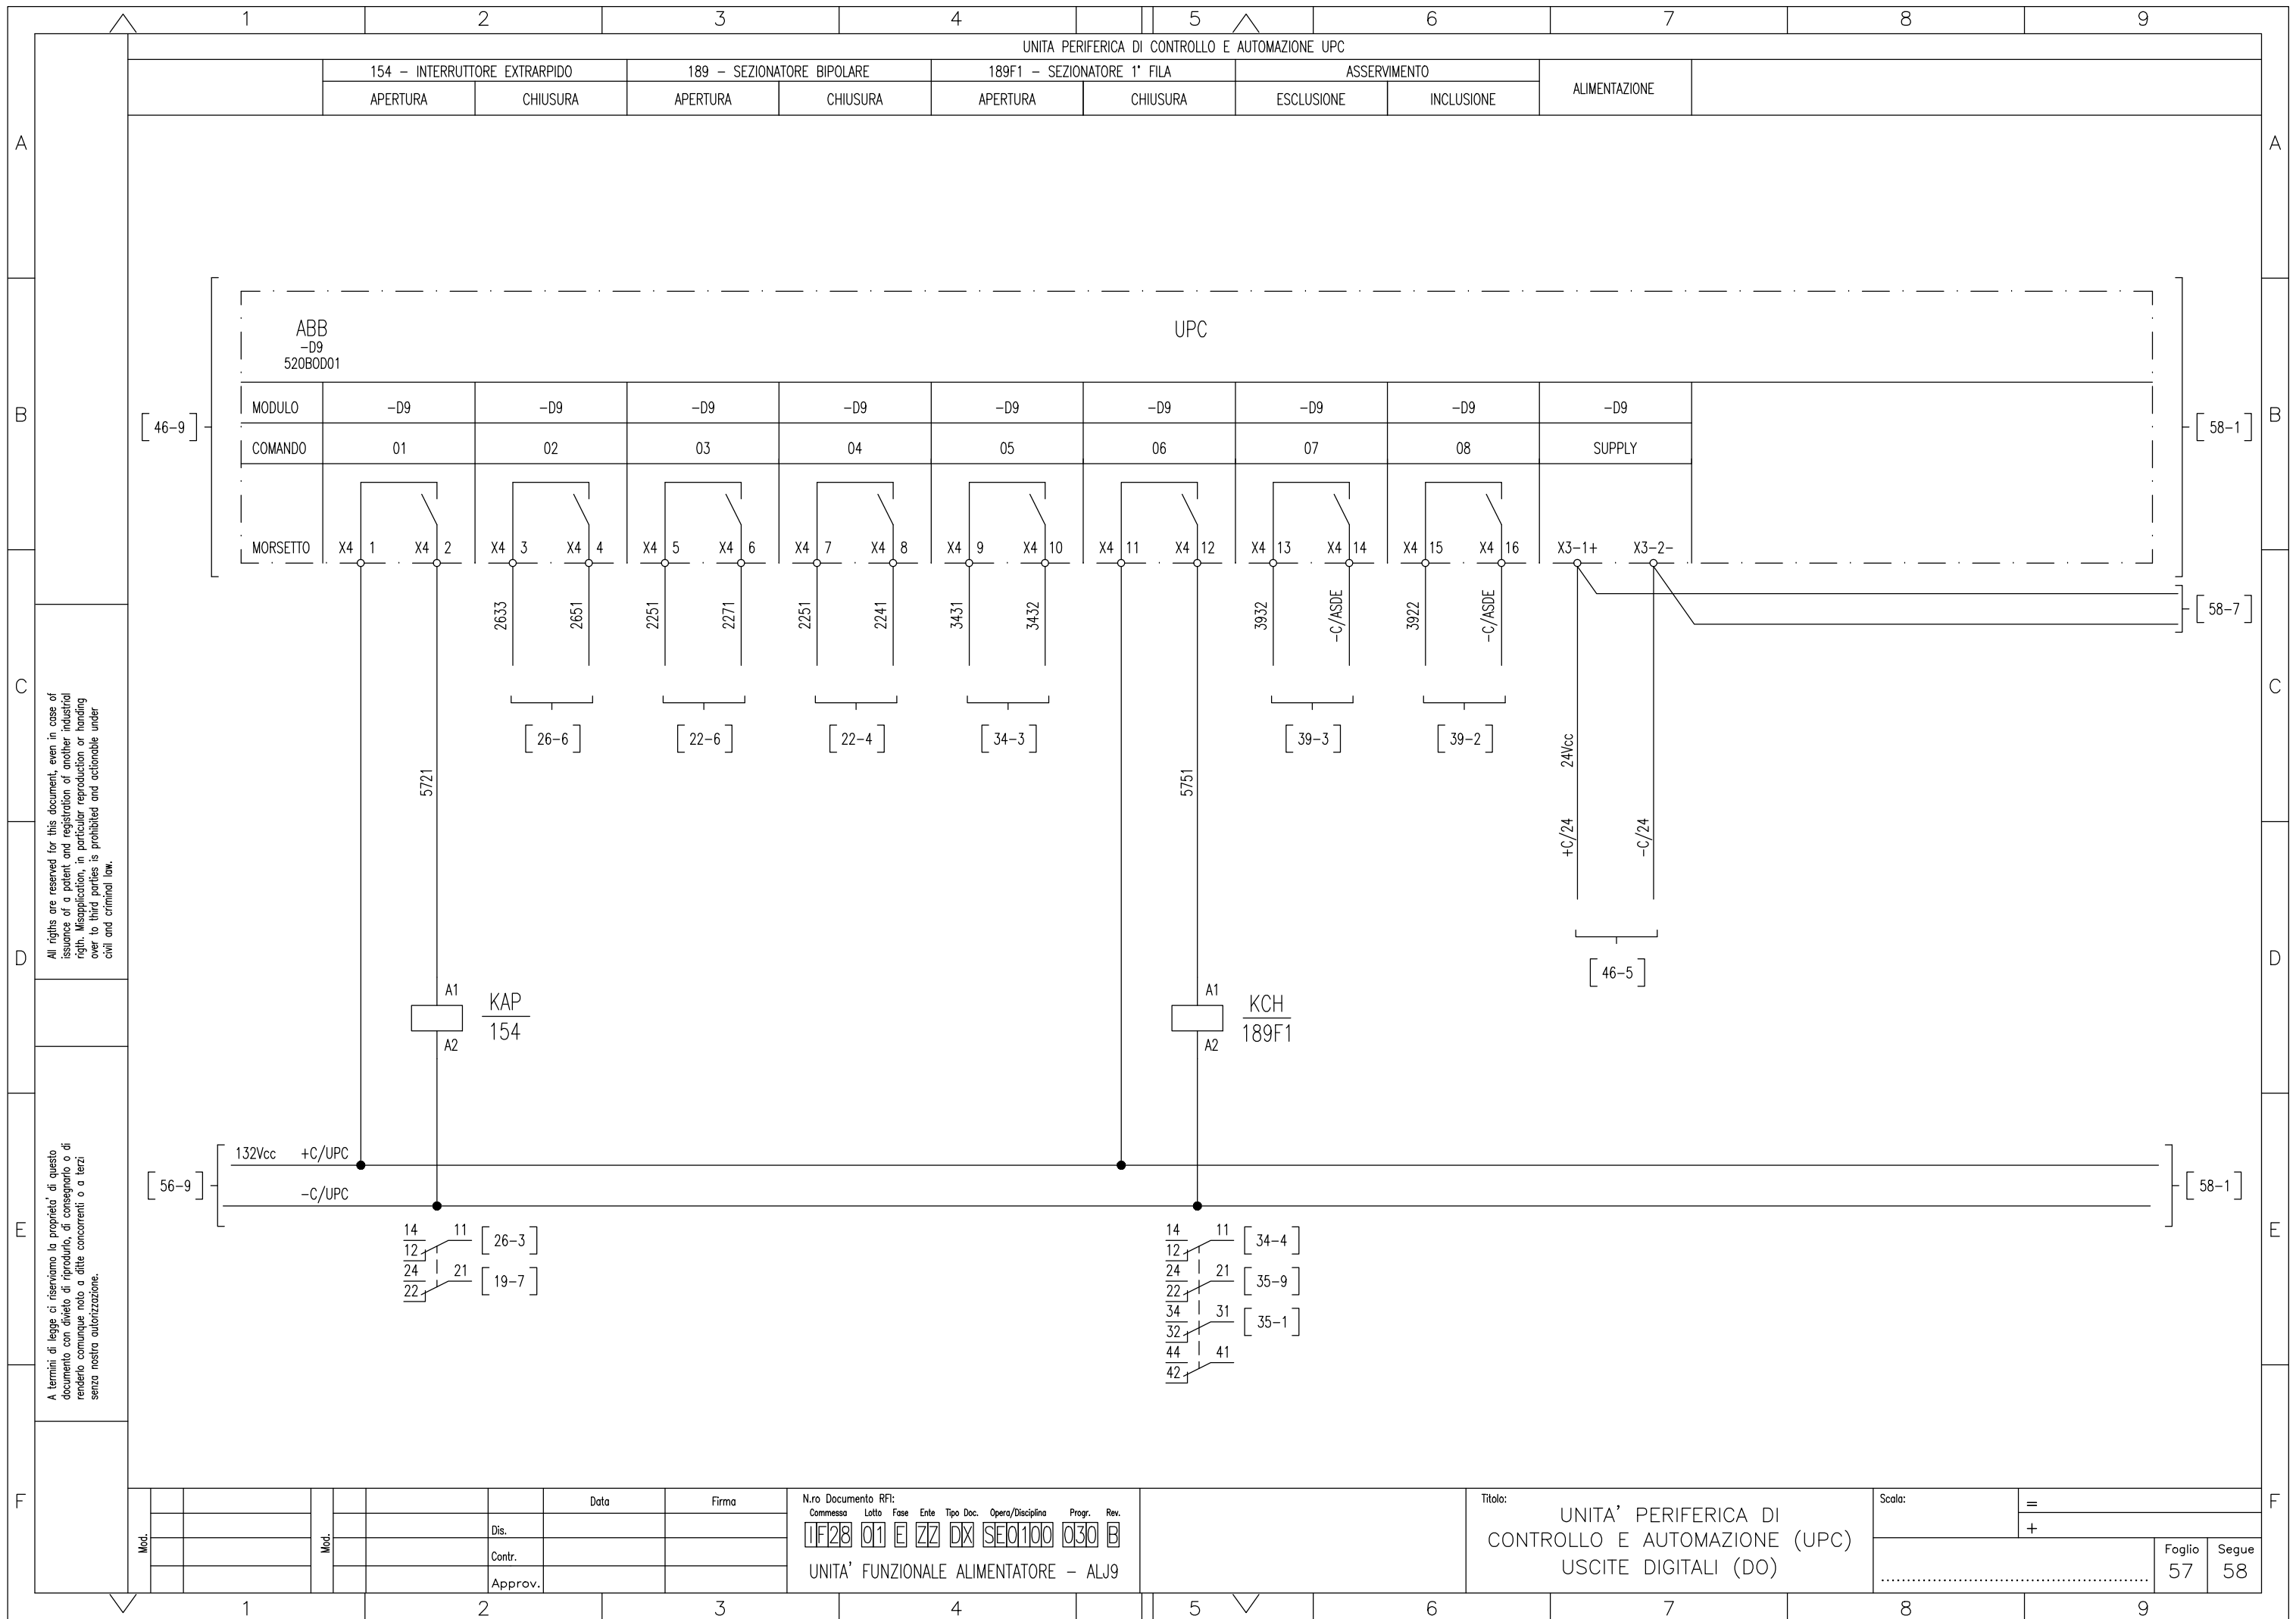 1 2 3 4 5 6 7 8 9
UNITA PERIFERICA DI CONTROLLO E AUTOMAZIONE UPC
154 - INTERRUTTORE EXTRARPIDO 189 - SEZIONATORE BIPOLARE 189F1 - SEZIONATORE 1° FILA ASSERVIMENTO ALIMENTAZIONE
APERTURA CHIUSURA APERTURA CHIUSURA APERTURA CHIUSURA ESCLUSIONE INCLUSIONE
A A
ABB UPC
-D9
520BOD01
MODULO -D9 -D9 -D9 -D9 -D9 -D9 -D9 -D9 -D9
B [46-9] [58-1] B
COMANDO 01 02 03 04 05 06 07 08 SUPPLY
MORSETTO X4 1 X4 2 X4 3 X4 4 X4 5 X4 6 X4 7 X4 8 X4 9 X4 10 X4 11 X4 12 X4 13 X4 14 X4 15 X4 16 X3-1+ X3-2-
2633 2651 2251 2271 2251 2241 3431 3432 3932 -C/ASDE 3922 -C/ASDE [58-7]
C C
[26-6] [22-6] [22-4] [34-3] [39-3] [39-2]
5721 5751 24Vcc
+C/24 -C/24
All rigths are reserved for this document, even in case of
issuance of a patent and registration of another industrial
rigth. Misapplication, in particular reproduction or handing
over to third parties is prohibited and actionable under
civil and criminal law.
D D
[46-5]
A1 KAP A1 KCH
154 189F1
A2 A2
132Vcc +C/UPC
[56-9] [58-1]
-C/UPC
E E
14 11 [26-3] 14 11 [34-4]
12 12
24 21 [19-7] 24 21 [35-9]
22 22
34 31 [35-1]
32
44 41
42
A termini di legge ci riserviamo la proprieta' di questo
documento con divieto di riprodurlo, di consegnarlo o di
renderlo comunque noto a ditte concorrenti o a terzi
senza nostra autorizzazione.
F F
Mod. Mod. Data Firma
Dis.
Contr.
Approv.
N.ro Documento RFI:
Commessa Lotto Fase Ente Tipo Doc. Opera/Disciplina Progr. Rev.
IF28 01 E ZZ DX SE0100 030 B
UNITA' FUNZIONALE ALIMENTATORE - ALJ9
Titolo:
UNITA' PERIFERICA DI
CONTROLLO E AUTOMAZIONE (UPC)
USCITE DIGITALI (DO)
Scala: =
+
Foglio Segue
57 58
1 2 3 4 5 6 7 8 9